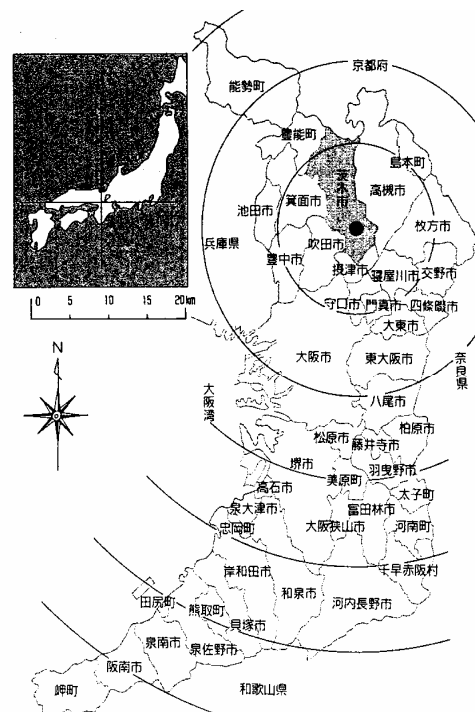 京都府
能勢町
豊能町
島本町
茨木市
高槻市
箕面市
池田市
枚方市
兵庫県
吹田市
豊中市
摂津市
寝屋川市
交野市
0 5 10 15 20km
守口市
門真市
四條畷市
大東市
N
大阪市
東大阪市
奈良県
大阪湾
八尾市
松原市
柏原市
藤井寺市
堺市
羽曳野市
美原町
高石市
太子町
泉大津市
富田林市
忠岡町
大阪狭山市
河南町
岸和田市
千早赤阪村
和泉市
田尻町
熊取町
河内長野市
貝塚市
泉南市
泉佐野市
阪南市
岬町
和歌山県